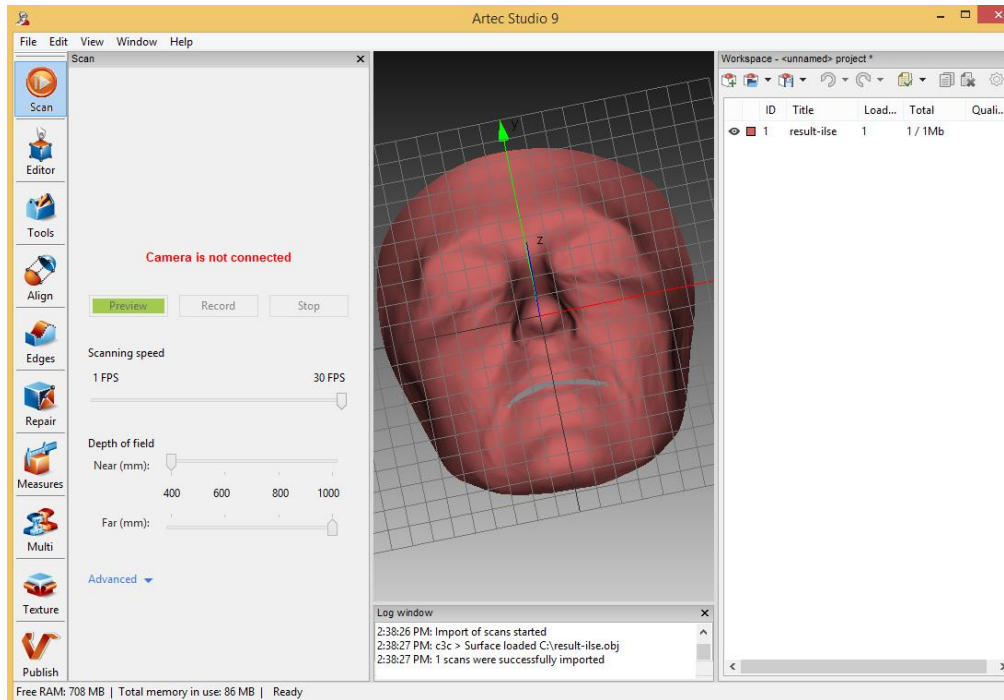 Artec Studio 9
File Edit View Window Help
Scan
Workspace - <unnamed> project *
Scan
Editor
Tools
Align
Edges
Repair
Measures
Multi
Texture
Publish
Camera is not connected
Preview Record Stop
Scanning speed
1 FPS 30 FPS
Depth of field
Near (mm):
400 600 800 1000
Far (mm):
Advanced
Y
Z
ID Title Load... Total Quali...
1 result-ilse 1 1 / 1Mb
Log window
2:38:26 PM: Import of scans started
2:38:27 PM: c3c > Surface loaded C:\result-ilse.obj
2:38:27 PM: 1 scans were successfully imported
Free RAM: 708 MB | Total memory in use: 86 MB | Ready